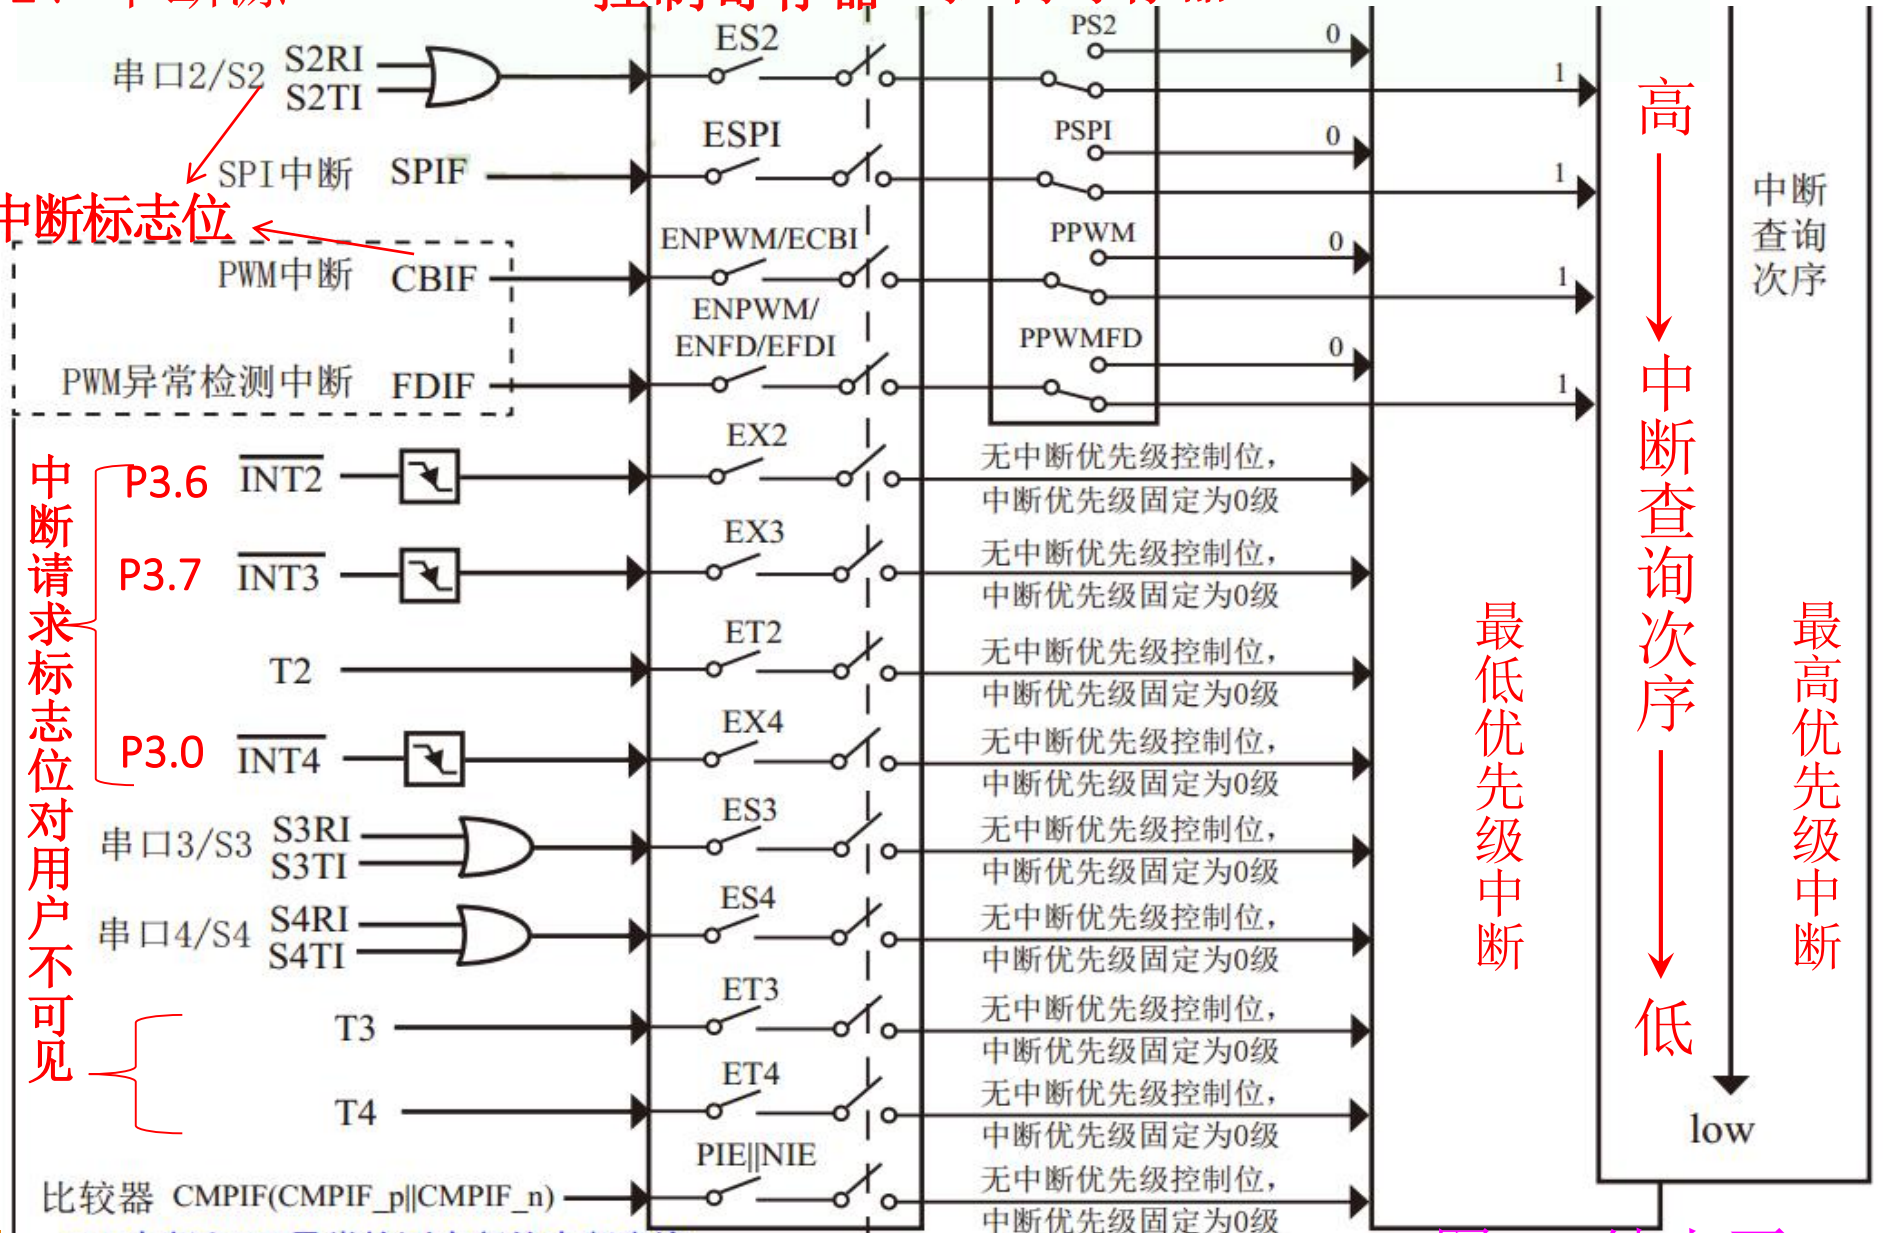 控制寄存器
串口2/S2 S2RI ES2 PS2 0
S2TI 1
SPI中断 SPIF ESPI PSPI 0
1
中断标志位
PWM中断 CBIF ENPWM/ECBI PPWM 0
1
PWM异常检测中断 FDIF ENPWM/ PPWMFD 0
ENFD/EFDI 1
P3.6 INT2 EX2 无中断优先级控制位，
中断优先级固定为0级
P3.7 INT3 EX3 无中断优先级控制位，
中断优先级固定为0级
T2 ET2 无中断优先级控制位，
中断优先级固定为0级
P3.0 INT4 EX4 无中断优先级控制位，
中断优先级固定为0级
串口3/S3 S3RI ES3 无中断优先级控制位，
S3TI 中断优先级固定为0级
串口4/S4 S4RI ES4 无中断优先级控制位，
S4TI 中断优先级固定为0级
T3 ET3 无中断优先级控制位，
中断优先级固定为0级
T4 ET4 无中断优先级控制位，
中断优先级固定为0级
比较器 CMPIF(CMPIF_p||CMPIF_n) PIE||NIE 无中断优先级控制位，
中断优先级固定为0级
中断请求标志位对用户不可见
最低优先级中断
高
中断查询次序
低
中断
查询
次序
最高优先级中断
low